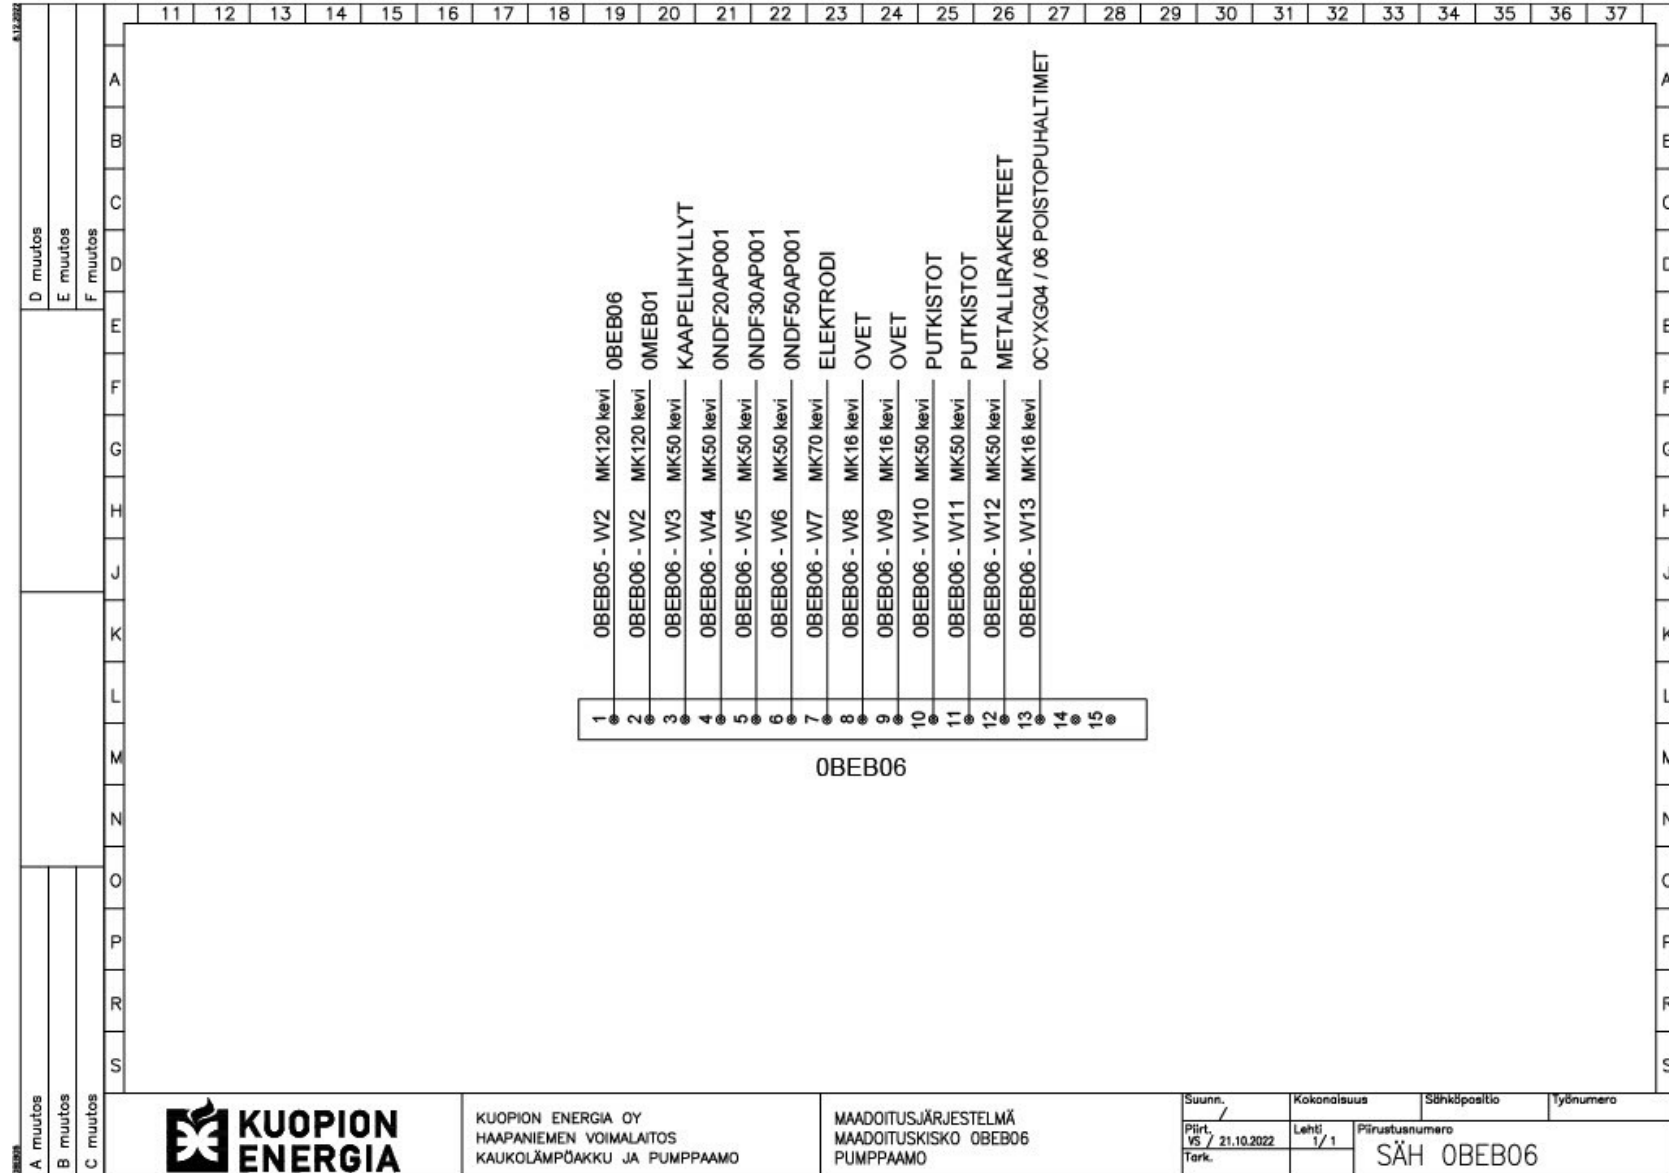 8.12.2022
11 12 13 14 15 16 17 18 19 20 21 22 23 24 25 26 27 28 29 30 31 32 33 34 35 36 37
D muutos
E muutos
F muutos
A muutos
B muutos
C muutos
A
B
C
D
E
F
G
H
J
K
L
M
N
O
P
R
S
0BEB05 - W2 MK120 kevi 0BEB06
0BEB06 - W2 MK120 kevi 0MEB01
0BEB06 - W3 MK50 kevi KAAPELIHYLLYT
0BEB06 - W4 MK50 kevi 0NDF20AP001
0BEB06 - W5 MK50 kevi 0NDF30AP001
0BEB06 - W6 MK50 kevi 0NDF50AP001
0BEB06 - W7 MK70 kevi ELEKTRODI
0BEB06 - W8 MK16 kevi OVET
0BEB06 - W9 MK16 kevi OVET
0BEB06 - W10 MK50 kevi PUTKISTOT
0BEB06 - W11 MK50 kevi PUTKISTOT
0BEB06 - W12 MK50 kevi METALLIRAKENTEET
0BEB06 - W13 MK16 kevi 0CYXG04 / 06 POISTOPUHALTIMET
1 2 3 4 5 6 7 8 9 10 11 12 13 14 15
0BEB06
A
D
E
F
G
H
J
K
L
M
N
P
R
S
KUOPION
ENERGIA
KUOPION ENERGIA OY
HAAPANIEMEN VOIMALAITOS
KAUKOLÄMPÖAKKU JA PUMPPAAMO
MAADOITUSJÄRJESTELMÄ
MAADOITUSKISKO 0BEB06
PUMPPAAMO
Suunn. Kokonaisuus Sähköpositio Työnumero
/
Piirt. Lehti Piirustusnumero
VS / 21.10.2022 1/ 1
Tark. SÄH 0BEB06